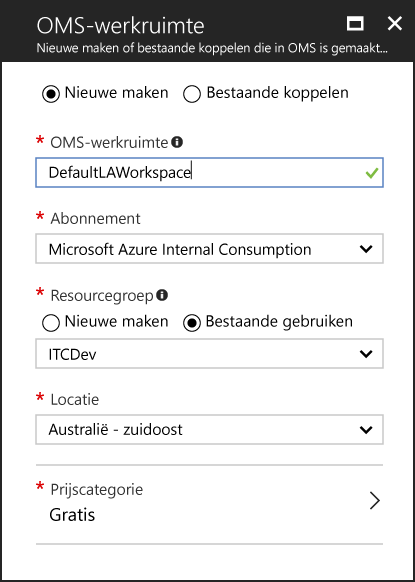 OMS-werkruimte
Nieuwe maken of bestaande koppelen die in OMS is gemaakt...
Nieuwe maken Bestaande koppelen
* OMS-werkruimte
DefaultLAWorkspace
* Abonnement
Microsoft Azure Internal Consumption
* Resourcegroep
Nieuwe maken Bestaande gebruiken
ITCDev
* Locatie
Australië - zuidoost
* Prijscategorie
Gratis